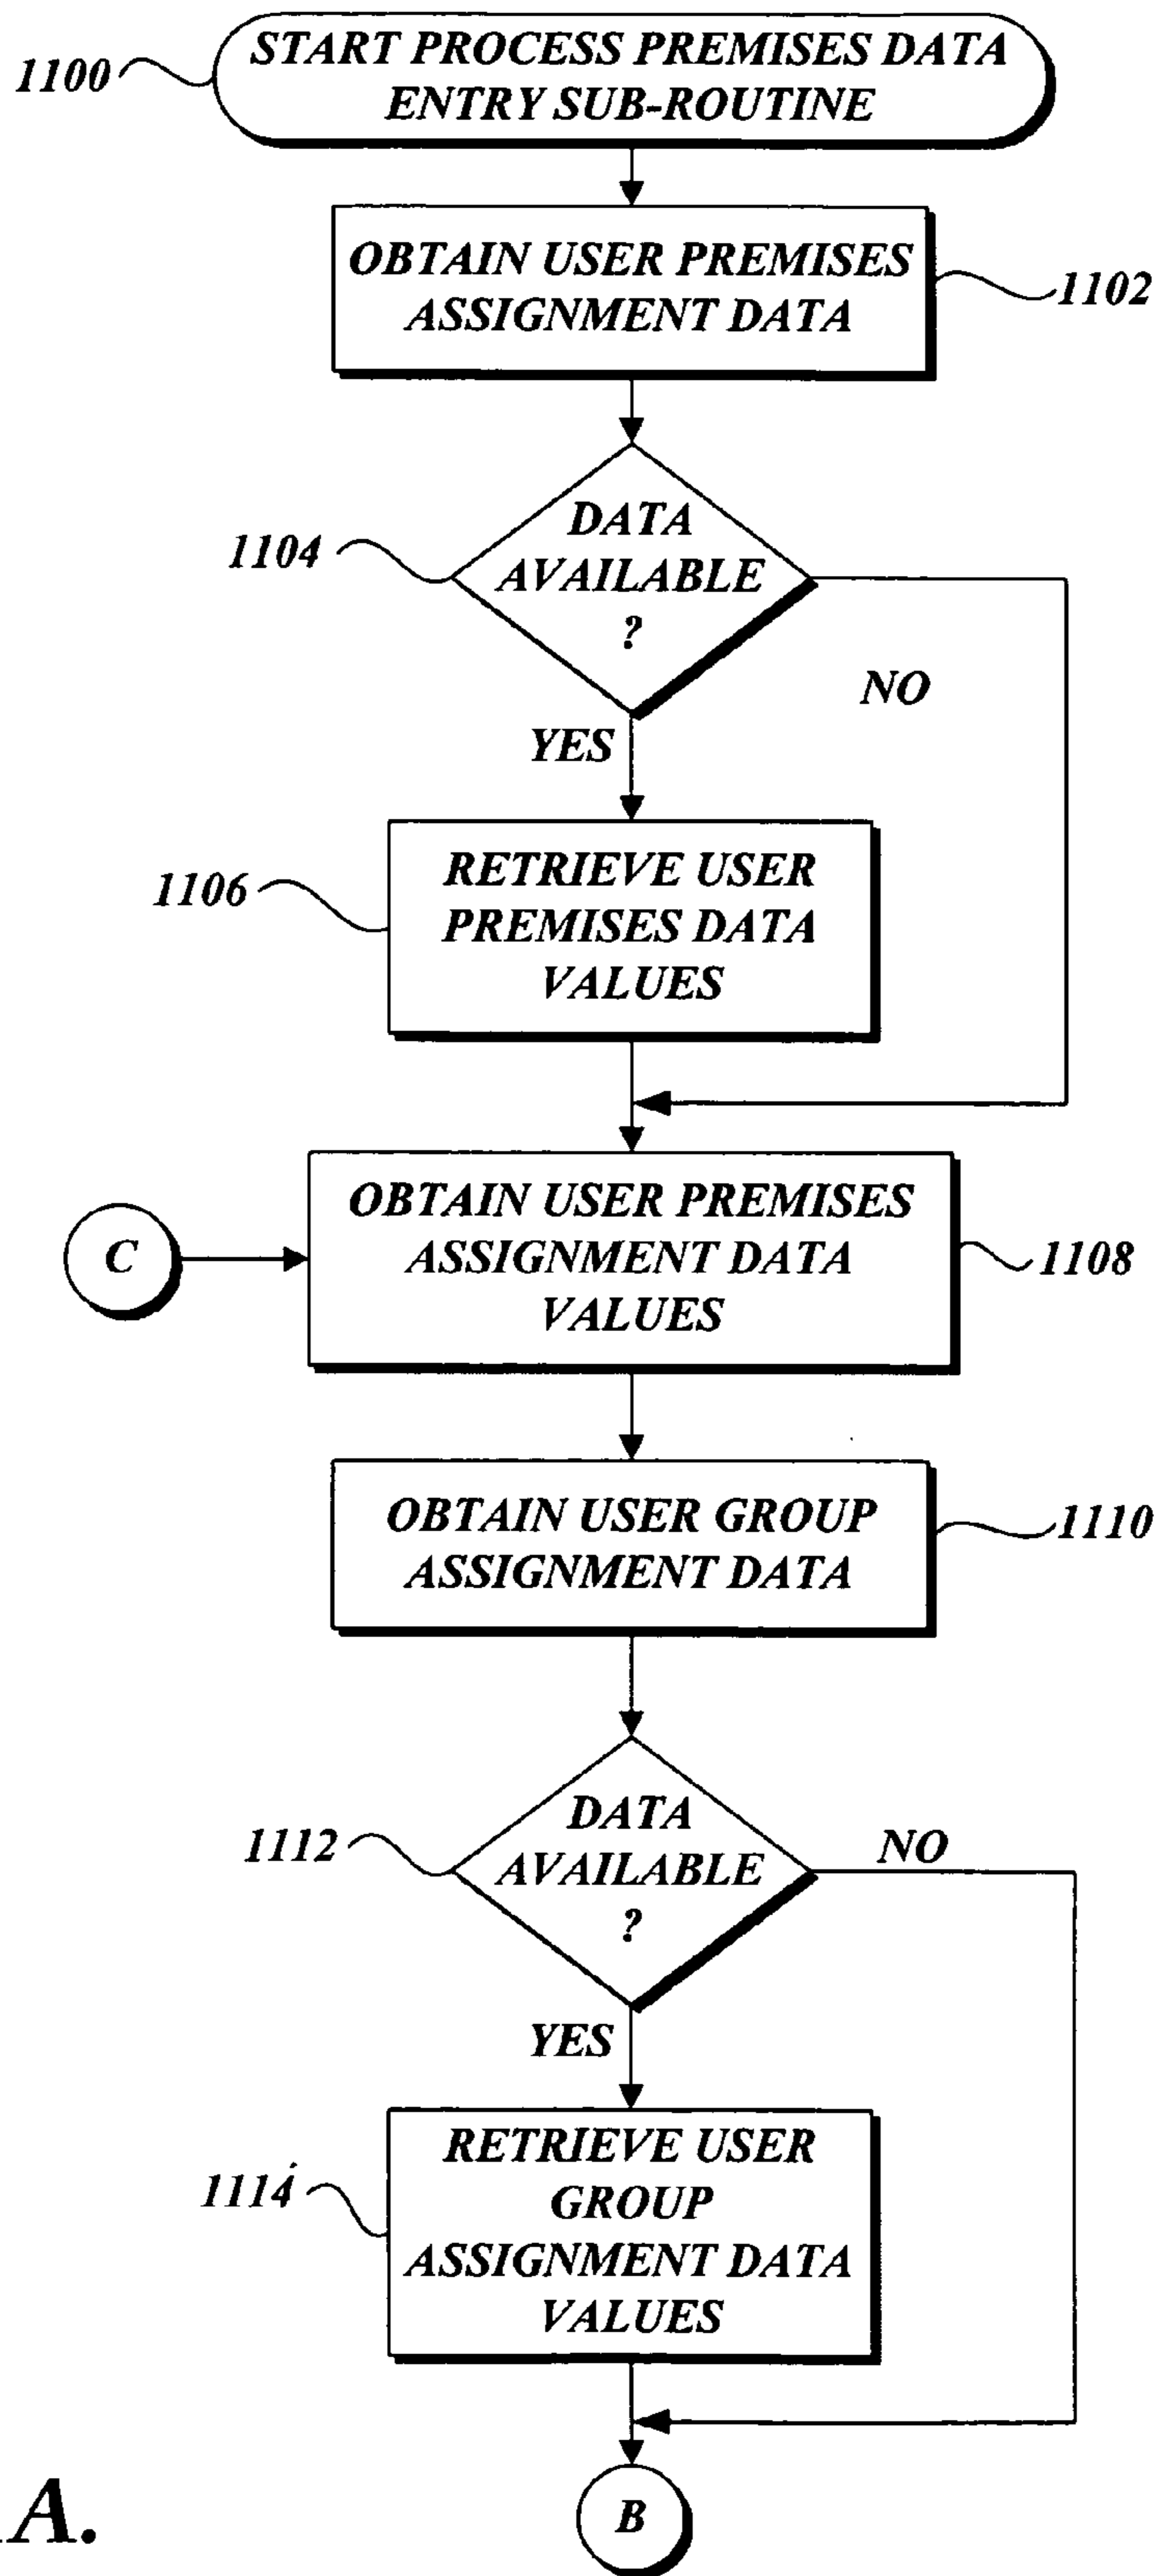 START PROCESS PREMISES DATA
ENTRY SUB-ROUTINE
1100
OBTAIN USER PREMISES
ASSIGNMENT DATA
1102
DATA
AVAILABLE
?
1104
NO
YES
RETRIEVE USER
PREMISES DATA
VALUES
1106
OBTAIN USER PREMISES
ASSIGNMENT DATA
VALUES
C
1108
OBTAIN USER GROUP
ASSIGNMENT DATA
1110
DATA
AVAILABLE
?
1112
NO
YES
RETRIEVE USER
GROUP
ASSIGNMENT DATA
VALUES
1114
B
A.